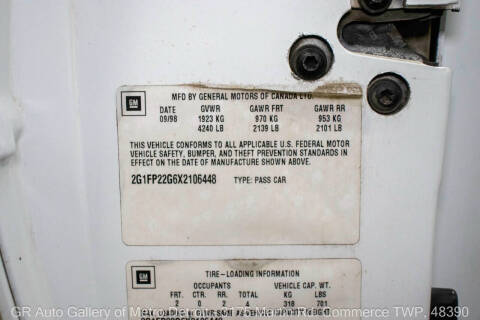 GM
MFD BY GENERAL MOTORS OF CANADA LTD.
DATE GVWR GAWR FRT GAWR RR
09/98 1923 KG 970 KG 953 KG
4240 LB 2139 LB 2101 LB
THIS VEHICLE CONFORMS TO ALL APPLICABLE U.S. FEDERAL MOTOR
VEHICLE SAFETY, BUMPER, AND THEFT PREVENTION STANDARDS IN
EFFECT ON THE DATE OF MANUFACTURE SHOWN ABOVE.
2G1FP22G6X2106448 TYPE: PASS CAR
GM
TIRE-LOADING INFORMATION
OCCUPANTS VEHICLE CAP. WT.
FRT. CTR. RR. TOTAL KG LBS
2 0 2 4 318 701
GR Auto Gallery of Metro Detroit Commerce TWP, 48390